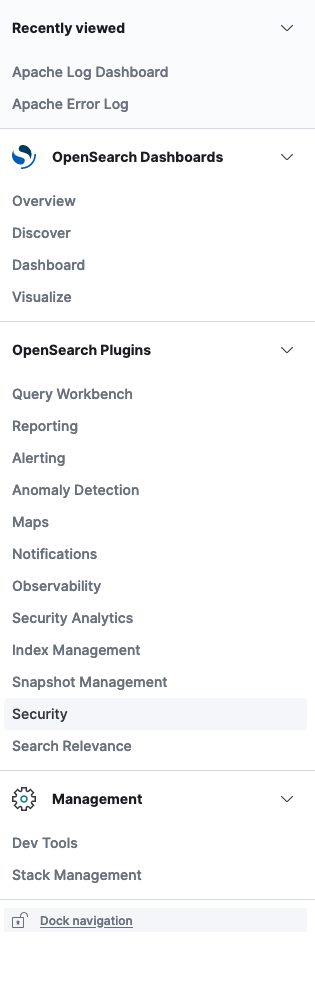 Recently viewed
Apache Log Dashboard
Apache Error Log
OpenSearch Dashboards
Overview
Discover
Dashboard
Visualize
OpenSearch Plugins
Query Workbench
Reporting
Alerting
Anomaly Detection
Maps
Notifications
Observability
Security Analytics
Index Management
Snapshot Management
Security
Search Relevance
Management
Dev Tools
Stack Management
Dock navigation